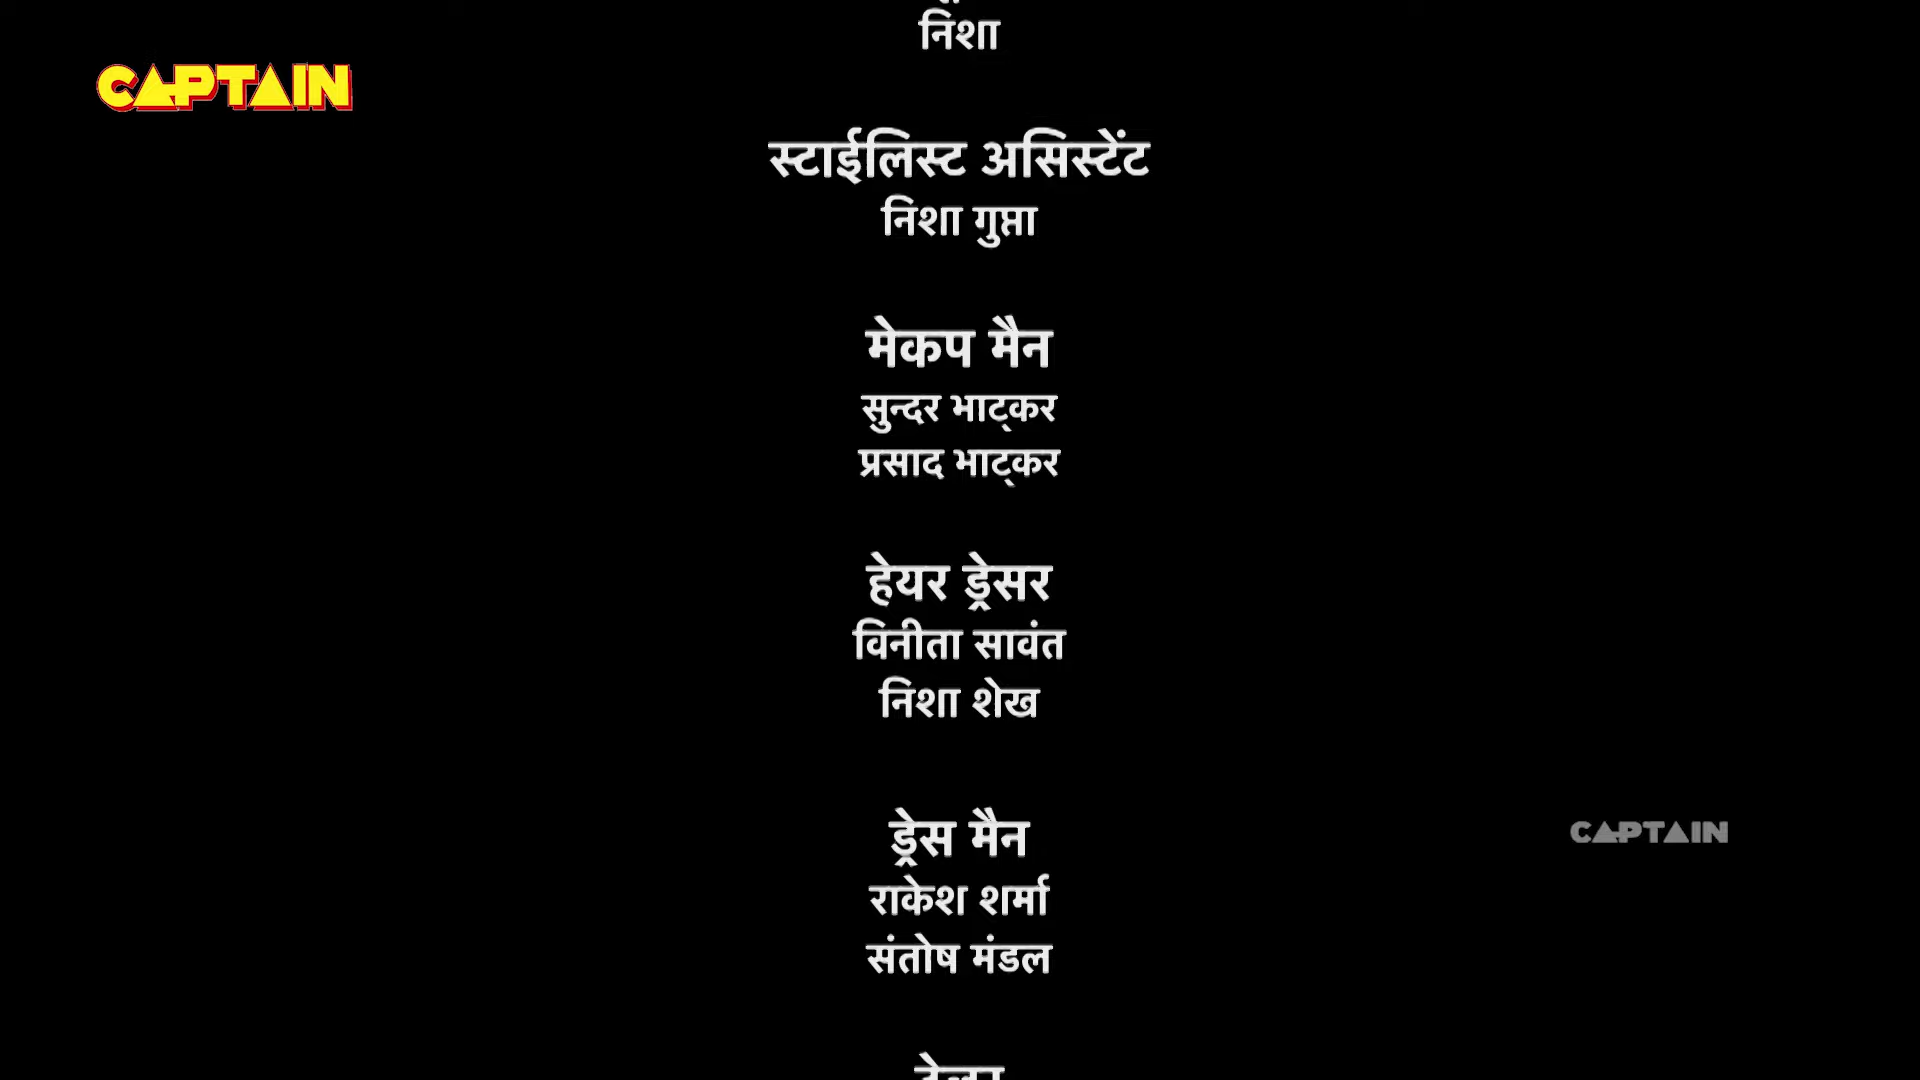 निशा
CAPTAIN
स्टाईलिस्ट असिस्टेंट
निशा गुप्ता
मेकप मैन
सुन्दर भाट्कर
प्रसाद भाट्कर
हेयर ड्रेसर
विनीता सावंत
निशा शेख
ड्रेस मैन
CAPTAIN
राकेश शर्मा
संतोष मंडल